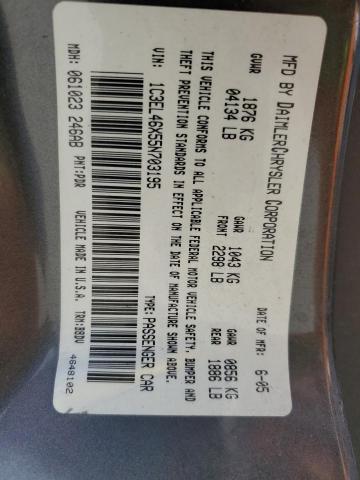 MFD BY DAIMLERCHRYSLER CORPORATION
DATE OF MFR: 6-05
GVWR 1876 KG 04134 LB
GAWR FRONT 1043 KG 2298 LB
GAWR REAR 0856 KG 1886 LB
THIS VEHICLE CONFORMS TO ALL APPLICABLE FEDERAL MOTOR VEHICLE SAFETY, BUMPER AND
THEFT PREVENTION STANDARDS IN EFFECT ON THE DATE OF MANUFACTURE SHOWN ABOVE.
VIN: 1C3EL46X55N703195 TYPE: PASSENGER CAR
MDH: 061023 246AB PNT:PDR VEHICLE MADE IN U.S.A. TRM:BBDV
4648102